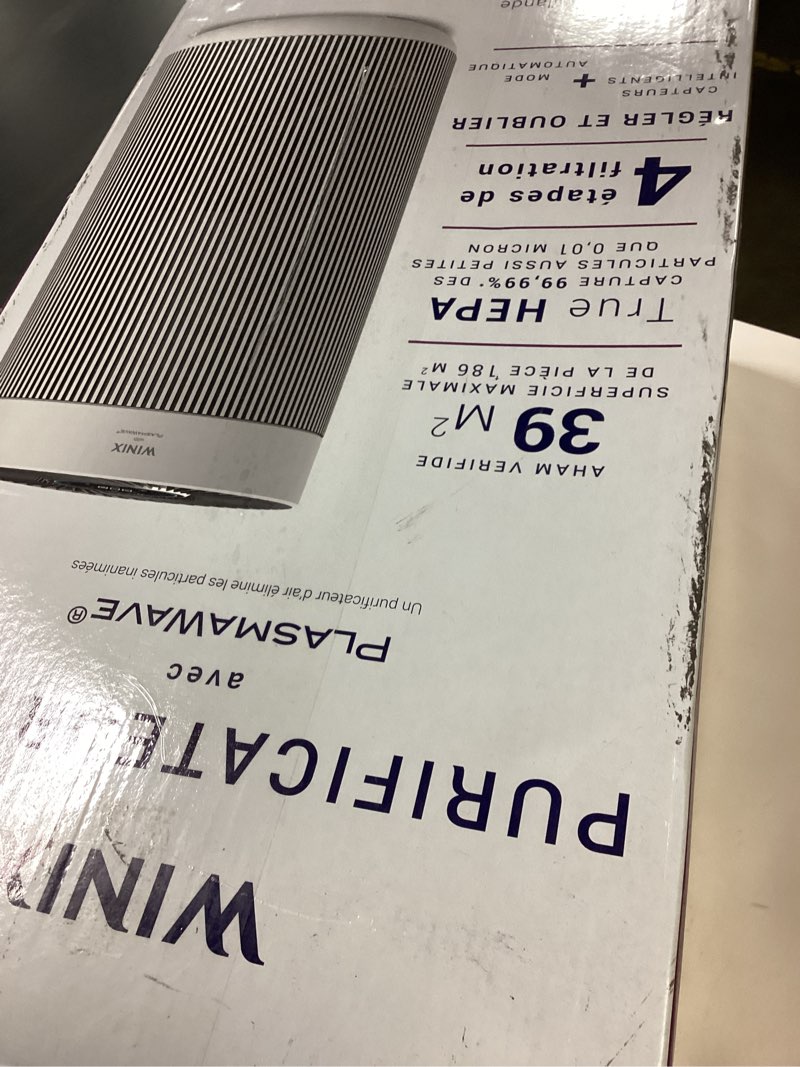 WINIX
PURIFICATEUR
avec
PLASMAWAVE®
Un purificateur d'air élimine les particules inanimées
WINIX
with
PLASMAWAVE®
AHAM VERIFIDE
39 M²
SUPERFICIE MAXIMALE
DE LA PIÈCE 186 M²
True HEPA
CAPTURE 99,99%* DES
PARTICULES AUSSI PETITES
QUE 0,01 MICRON
4 étapes de
filtration
RÉGLER ET OUBLIER
CAPTEURS
INTELLIGENTS + MODE
AUTOMATIQUE